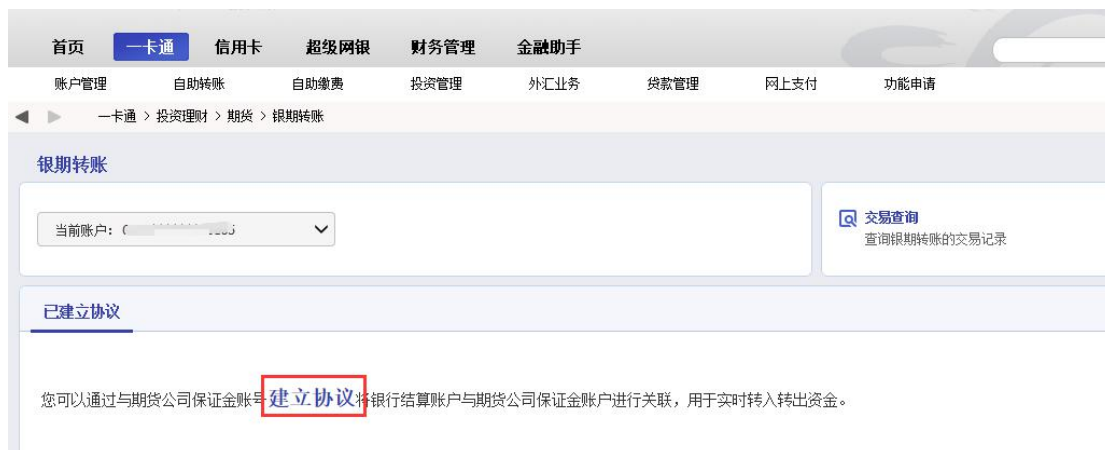 首页 一卡通 信用卡 超级网银 财务管理 金融助手
账户管理 自助转账 自助缴费 投资管理 外汇业务 贷款管理 网上支付 功能申请
一卡通 > 投资理财 > 期货 > 银期转账
银期转账
当前账户：
交易查询
查询银期转账的交易记录
已建立协议
您可以通过与期货公司保证金账号建立协议将银行结算账户与期货公司保证金账户进行关联，用于实时转入转出资金。